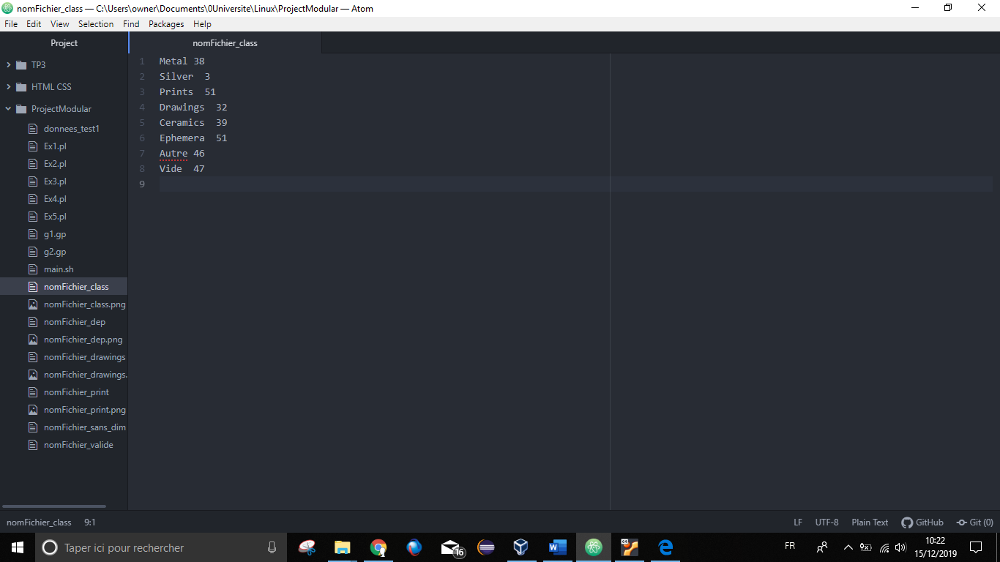 nomFichier_class — C:\Users\owner\Documents\0Universite\Linux\ProjectModular — Atom
File Edit View Selection Find Packages Help
Project
nomFichier_class
TP3
HTML CSS
ProjectModular
donnees_test1
Ex1.pl
Ex2.pl
Ex3.pl
Ex4.pl
Ex5.pl
g1.gp
g2.gp
main.sh
nomFichier_class
nomFichier_class.png
nomFichier_dep
nomFichier_dep.png
nomFichier_drawings
nomFichier_drawings.
nomFichier_print
nomFichier_print.png
nomFichier_sans_dim
nomFichier_valide
1 Metal 38
2 Silver  3
3 Prints  51
4 Drawings  32
5 Ceramics  39
6 Ephemera  51
7 Autre 46
8 Vide  47
9
nomFichier_class 9:1
LF UTF-8 Plain Text GitHub Git (0)
Taper ici pour rechercher
16
FR
10:22
15/12/2019